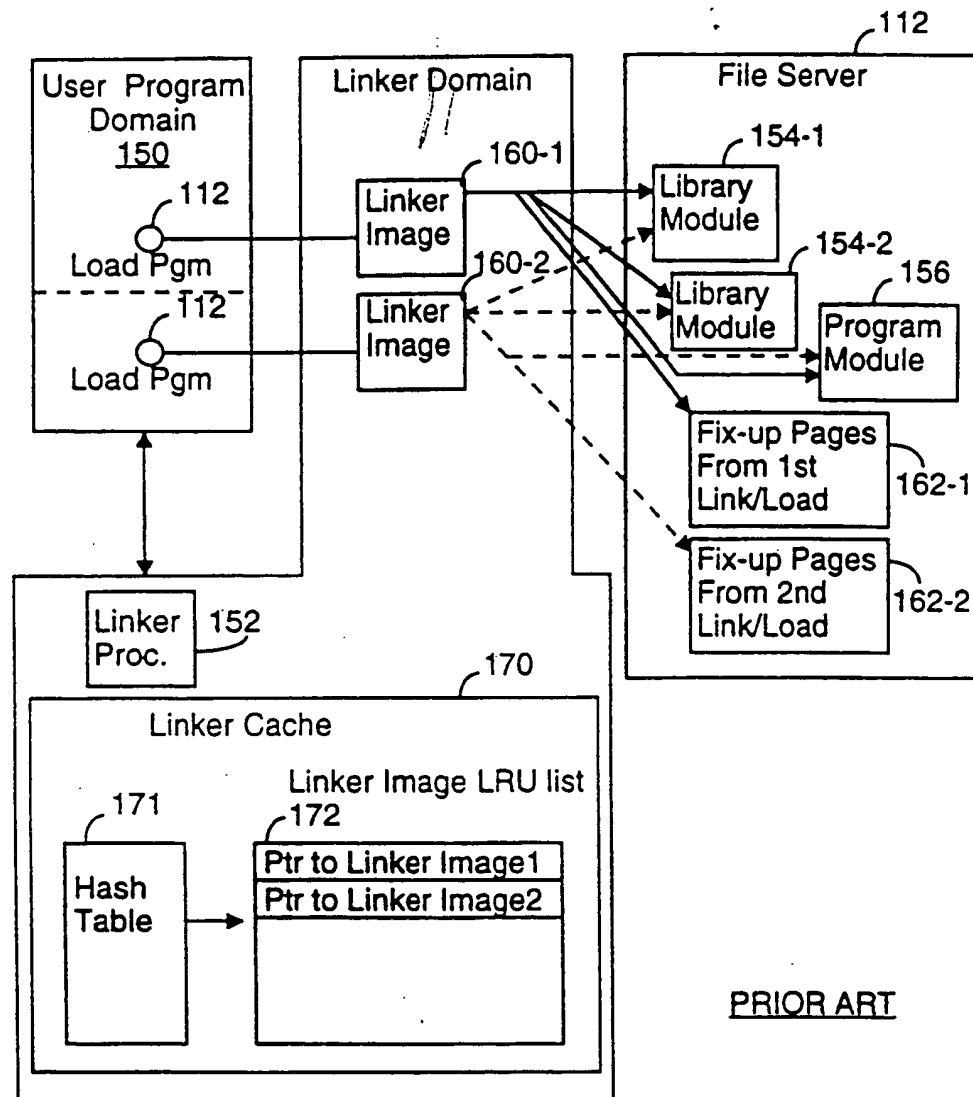 112
File Server
User Program
Domain
150
Linker Domain
160-1
154-1
112
Linker
Image
Library
Module
Load Pgm
160-2
154-2
156
112
Linker
Image
Library
Module
Program
Module
Load Pgm
Fix-up Pages
From 1st
Link/Load
162-1
Fix-up Pages
From 2nd
Link/Load
162-2
Linker
Proc.
152
170
Linker Cache
Linker Image LRU list
171
172
Hash
Table
Ptr to Linker Image1
Ptr to Linker Image2
PRIOR ART